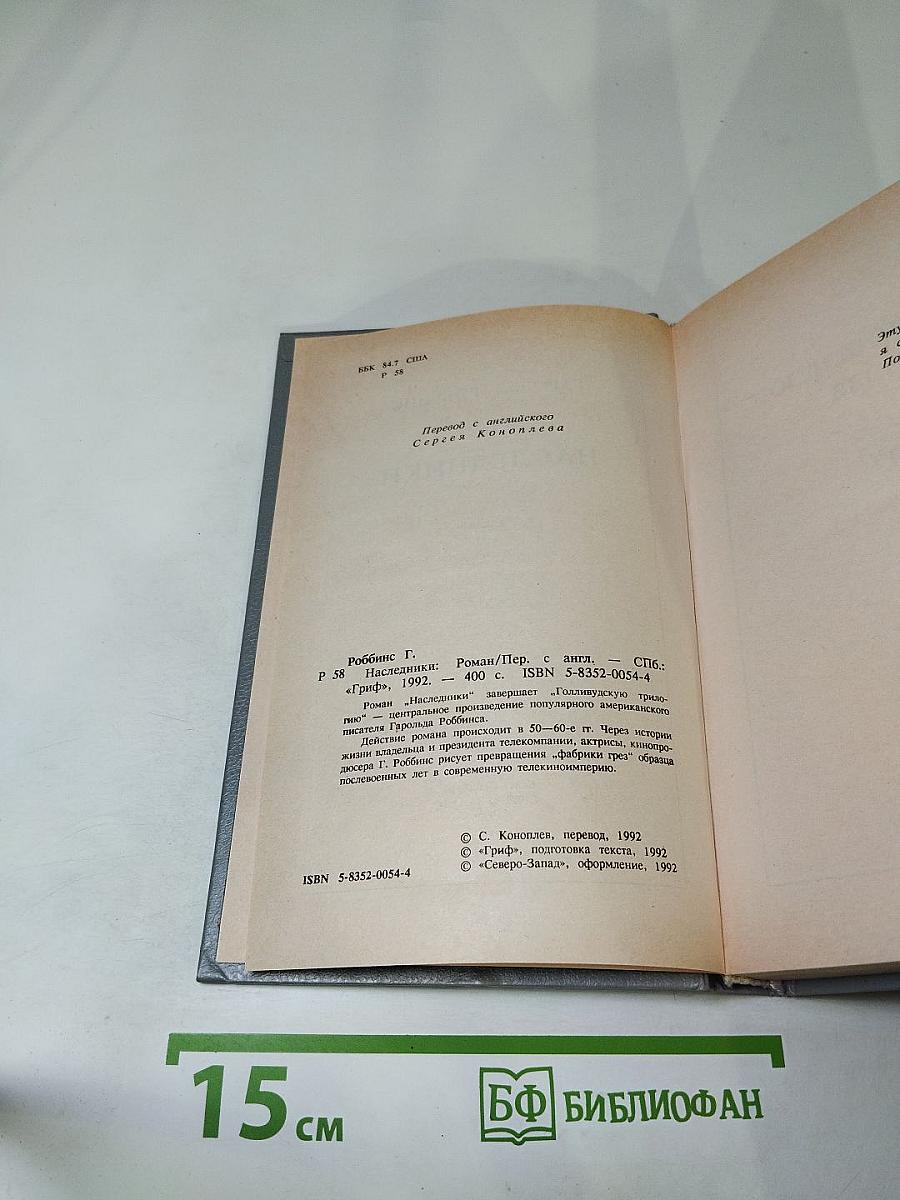 ББК 84.7 США
Р 58
Перевод с английского
Сергея Коноплева
Роббинс Г.
Р 58 Наследники: Роман/Пер. с англ. — СПб.:
«Гриф», 1992. — 400 с. ISBN 5-8352-0054-4
Роман „Наследники“ завершает „Голливудскую трило-
гию“ — центральное произведение популярного американского
писателя Гарольда Роббинса.
Действие романа происходит в 50—60-е гг. Через истории
жизни владельца и президента телекомпании, актрисы, кинопро-
дюсера Г. Роббинс рисует превращения „фабрики грез“ образца
послевоенных лет в современную телекиноимперию.
© С. Коноплев, перевод, 1992
© «Гриф», подготовка текста, 1992
© «Северо-Запад», оформление, 1992
ISBN 5-8352-0054-4
Эту
я с
По
15 см
БФ БИБЛИОФАН